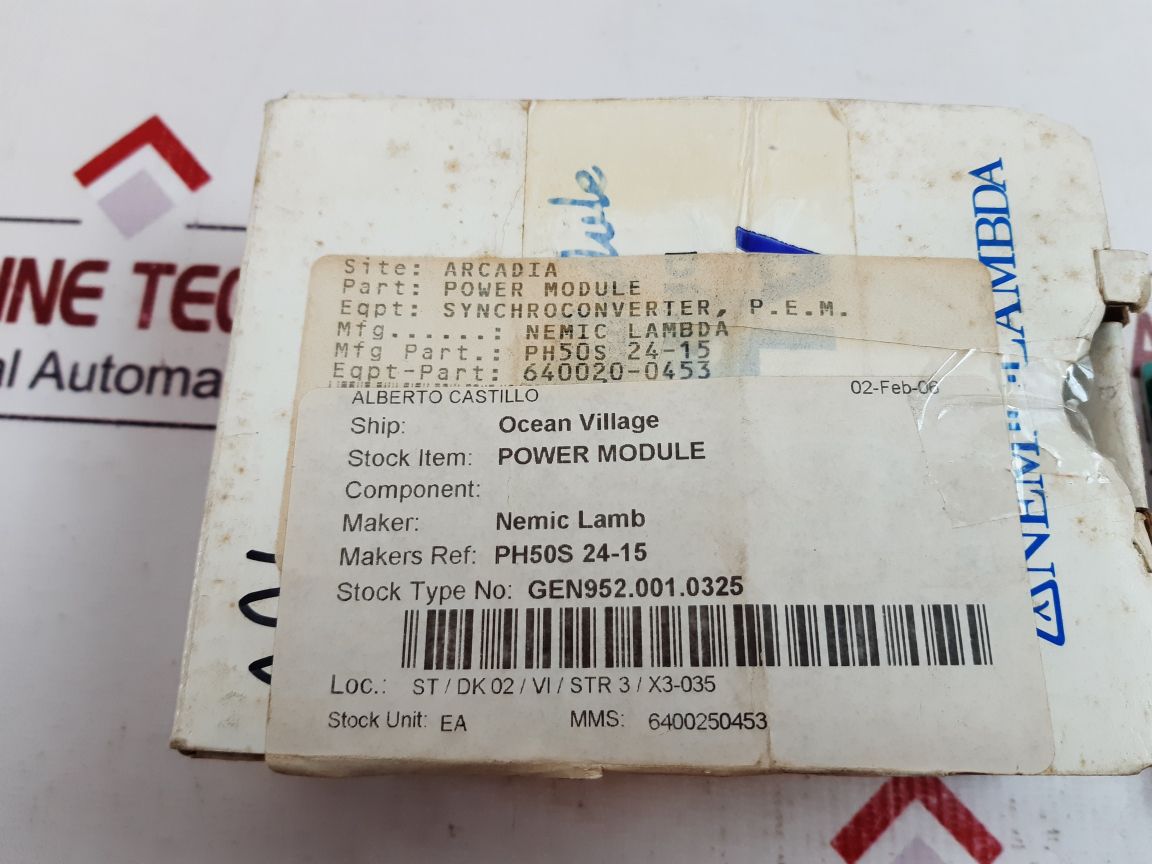 Site: ARCADIA
Part: POWER MODULE
Eqpt: SYNCHROCONVERTER, P.E.M.
Mfg......: NEMIC LAMBDA
Mfg Part.: PH50S 24-15
Eqpt-Part: 640020-0453
ALBERTO CASTILLO 02-Feb-06
Ship: Ocean Village
Stock Item: POWER MODULE
Component:
Maker: Nemic Lamb
Makers Ref: PH50S 24-15
Stock Type No: GEN952.001.0325
Loc.: ST / DK 02 / VI / STR 3 / X3-035
Stock Unit: EA MMS: 6400250453
NEM LAMBDA
INE TEC
al Automa